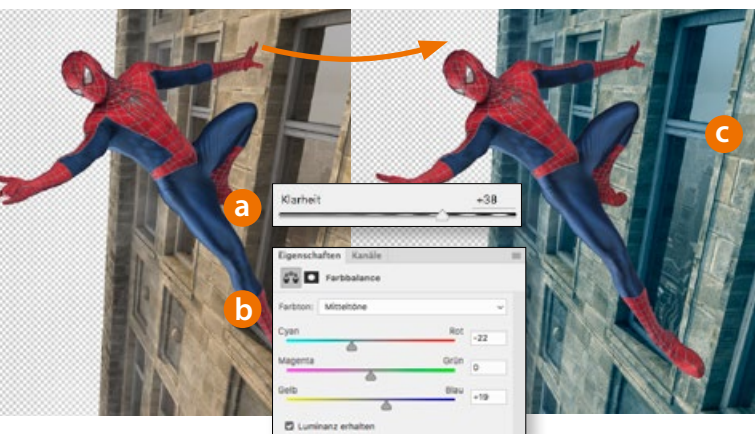 a
Klarheit +38
c
Eigenschaften Kanäle
Farbbalance
b
Farbton: Mitteltöne
Cyan Rot -22
Magenta Grün 0
Gelb Blau +19
Luminanz erhalten